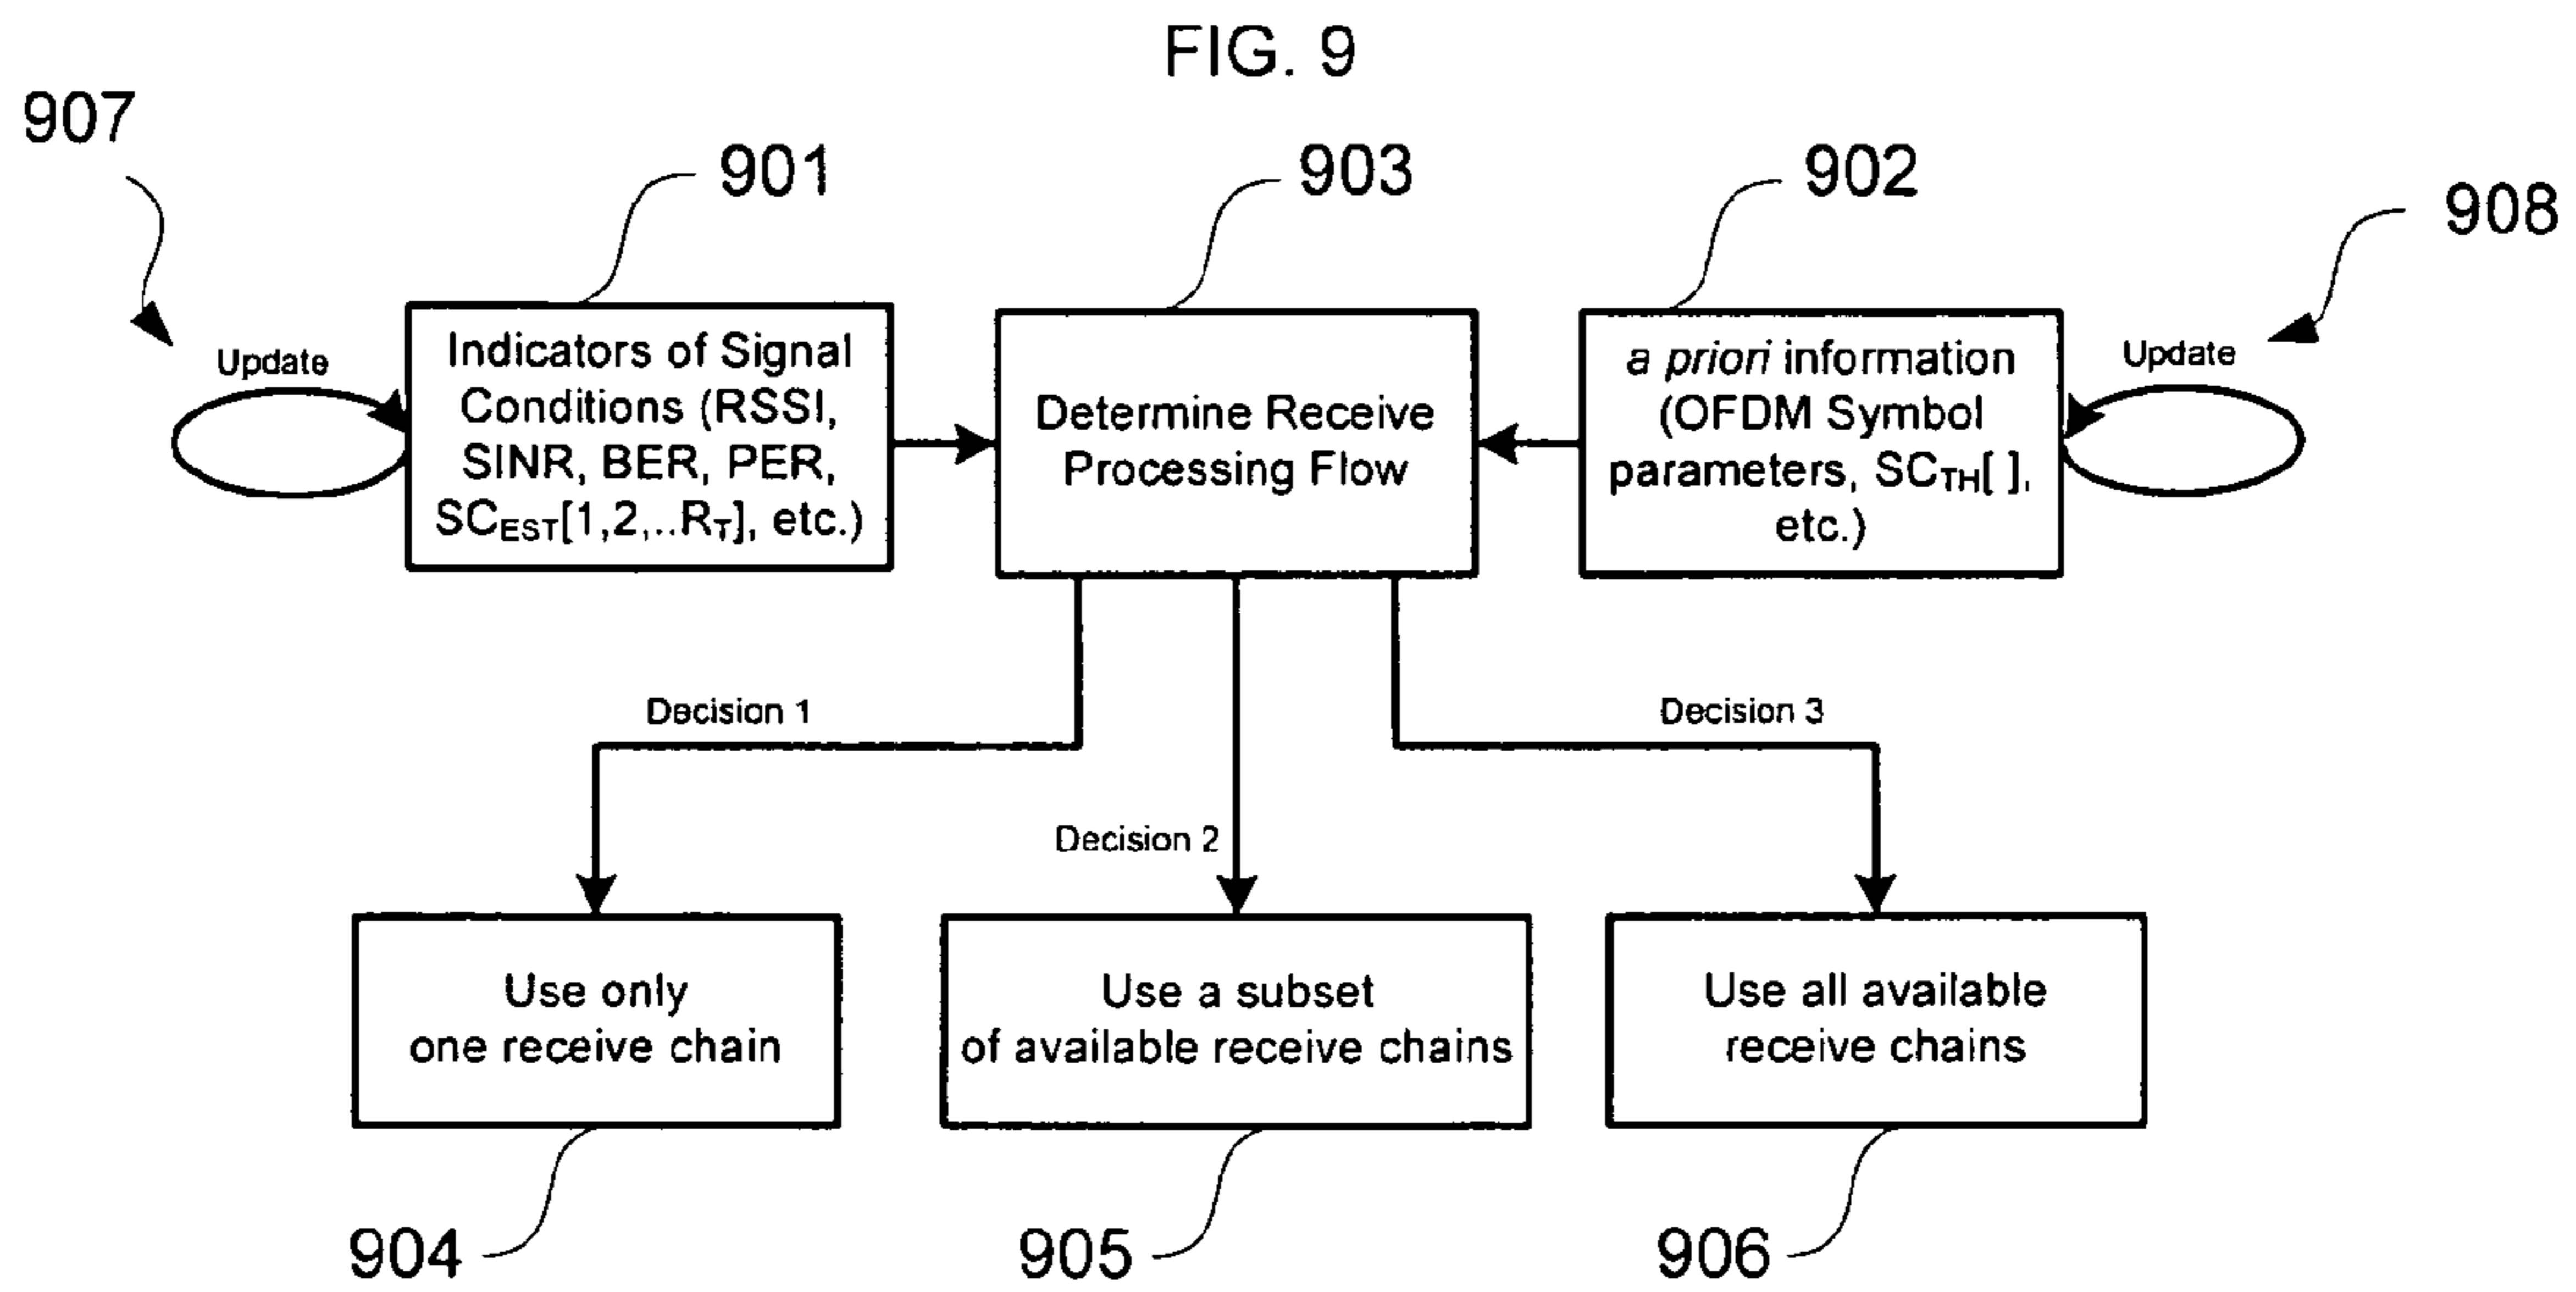 FIG. 9
907
901
903
902
908
Update
Indicators of Signal
Conditions (RSSI,
SINR, BER, PER,
SCEST[1,2,..RT], etc.)
Determine Receive
Processing Flow
a priori information
(OFDM Symbol
parameters, SCTH[ ],
etc.)
Update
Decision 1
Decision 2
Decision 3
Use only
one receive chain
Use a subset
of available receive chains
Use all available
receive chains
904
905
906